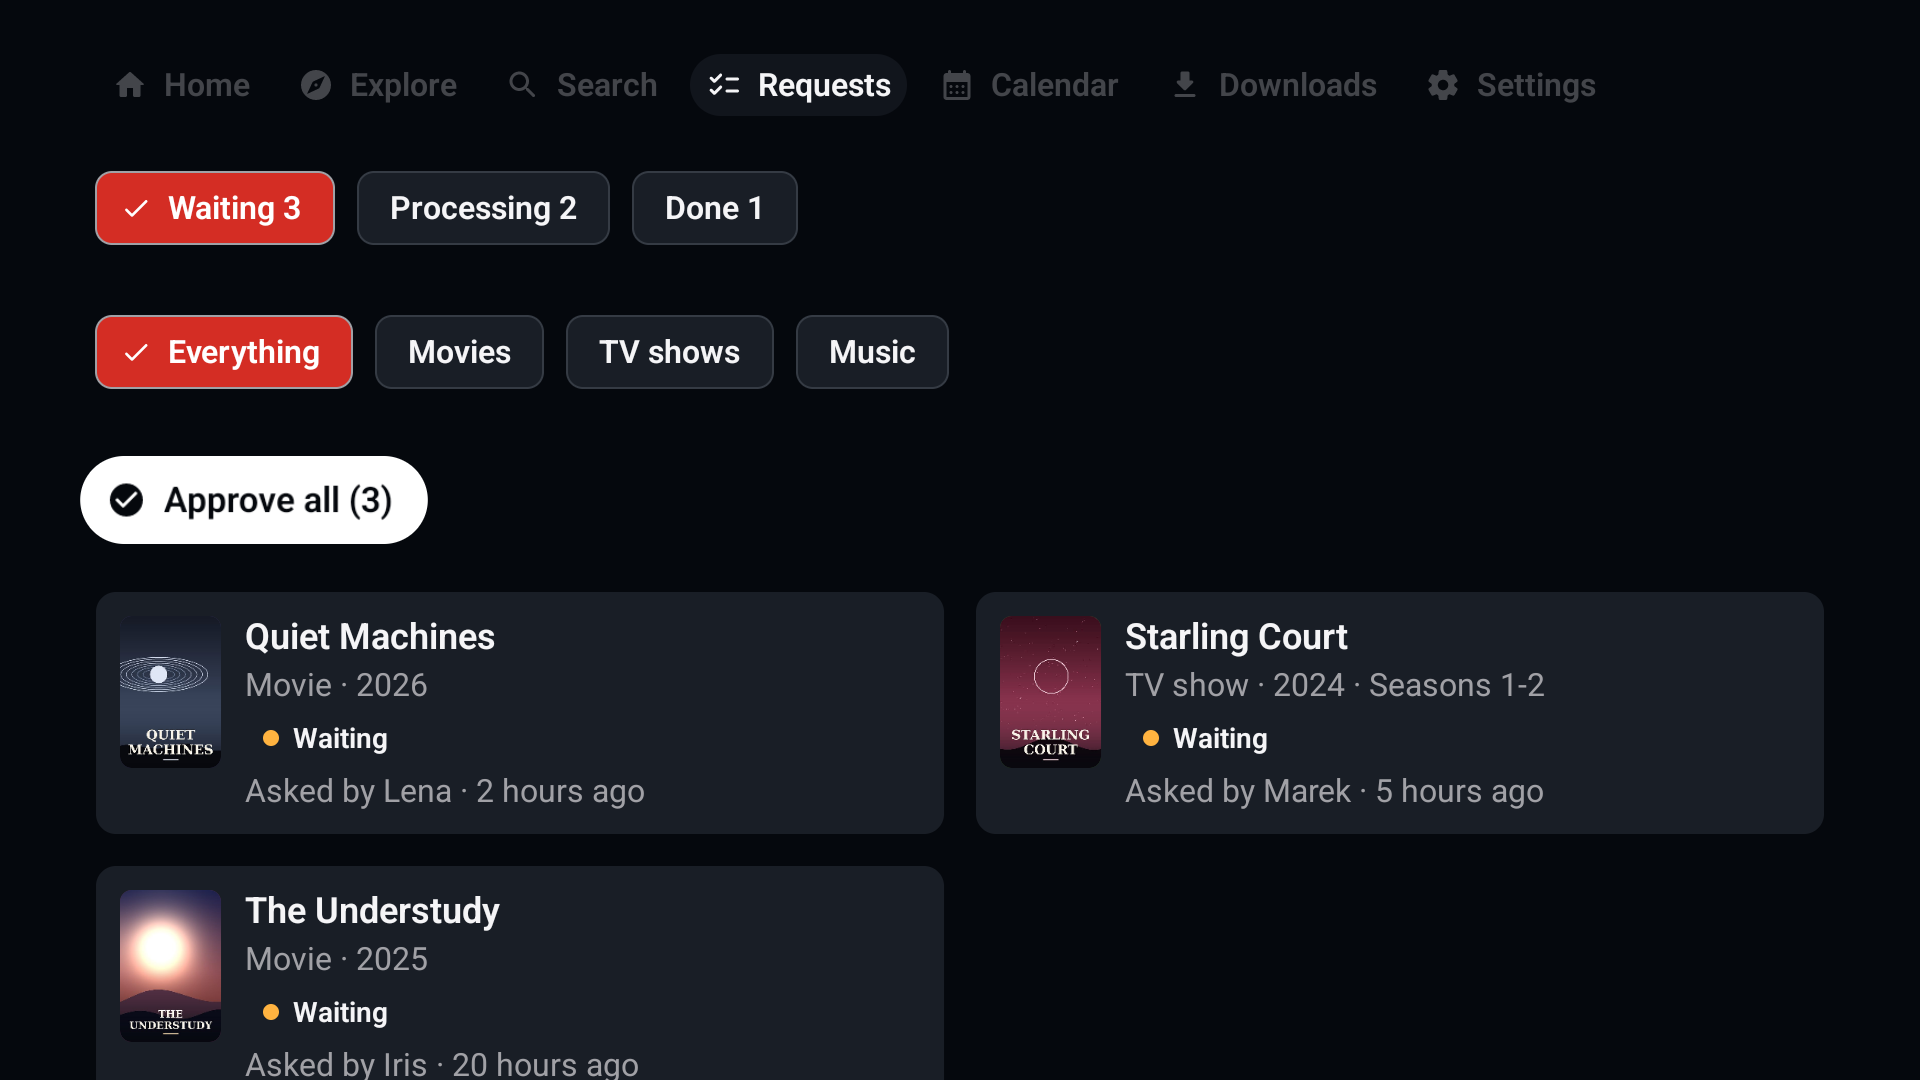 Home Explore Search Requests Calendar Downloads Settings
Waiting 3 Processing 2 Done 1
Everything Movies TV shows Music
Approve all (3)
Quiet Machines
Movie · 2026
Waiting
Asked by Lena · 2 hours ago
QUIET
MACHINES
Starling Court
TV show · 2024 · Seasons 1-2
Waiting
Asked by Marek · 5 hours ago
STARLING
COURT
The Understudy
Movie · 2025
Waiting
Asked by Iris · 20 hours ago
THE
UNDERSTUDY